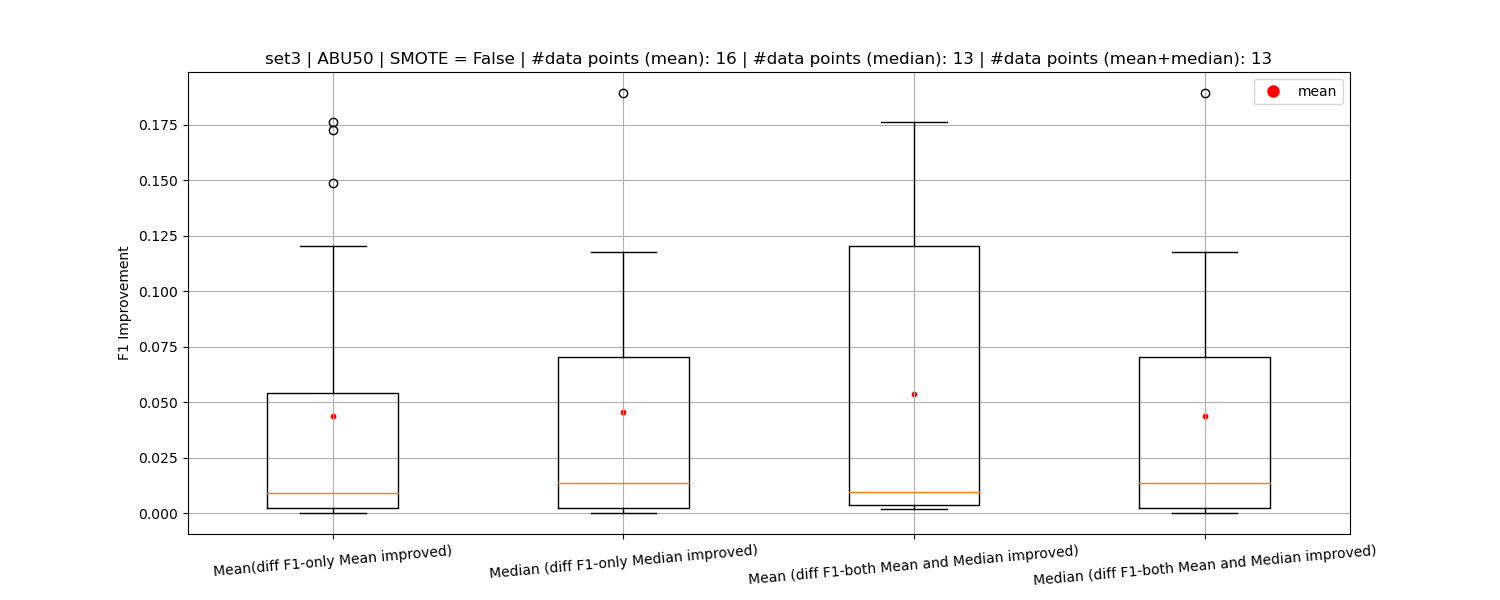 set3 | ABU50 | SMOTE = False | #data points (mean): 16 | #data points (median): 13 | #data points (mean+median): 13
mean
F1 Improvement
0.175
0.150
0.125
0.100
0.075
0.050
0.025
0.000
Mean(diff F1-only Mean improved)
Median (diff F1-only Median improved)
Mean (diff F1-both Mean and Median improved)
Median (diff F1-both Mean and Median improved)